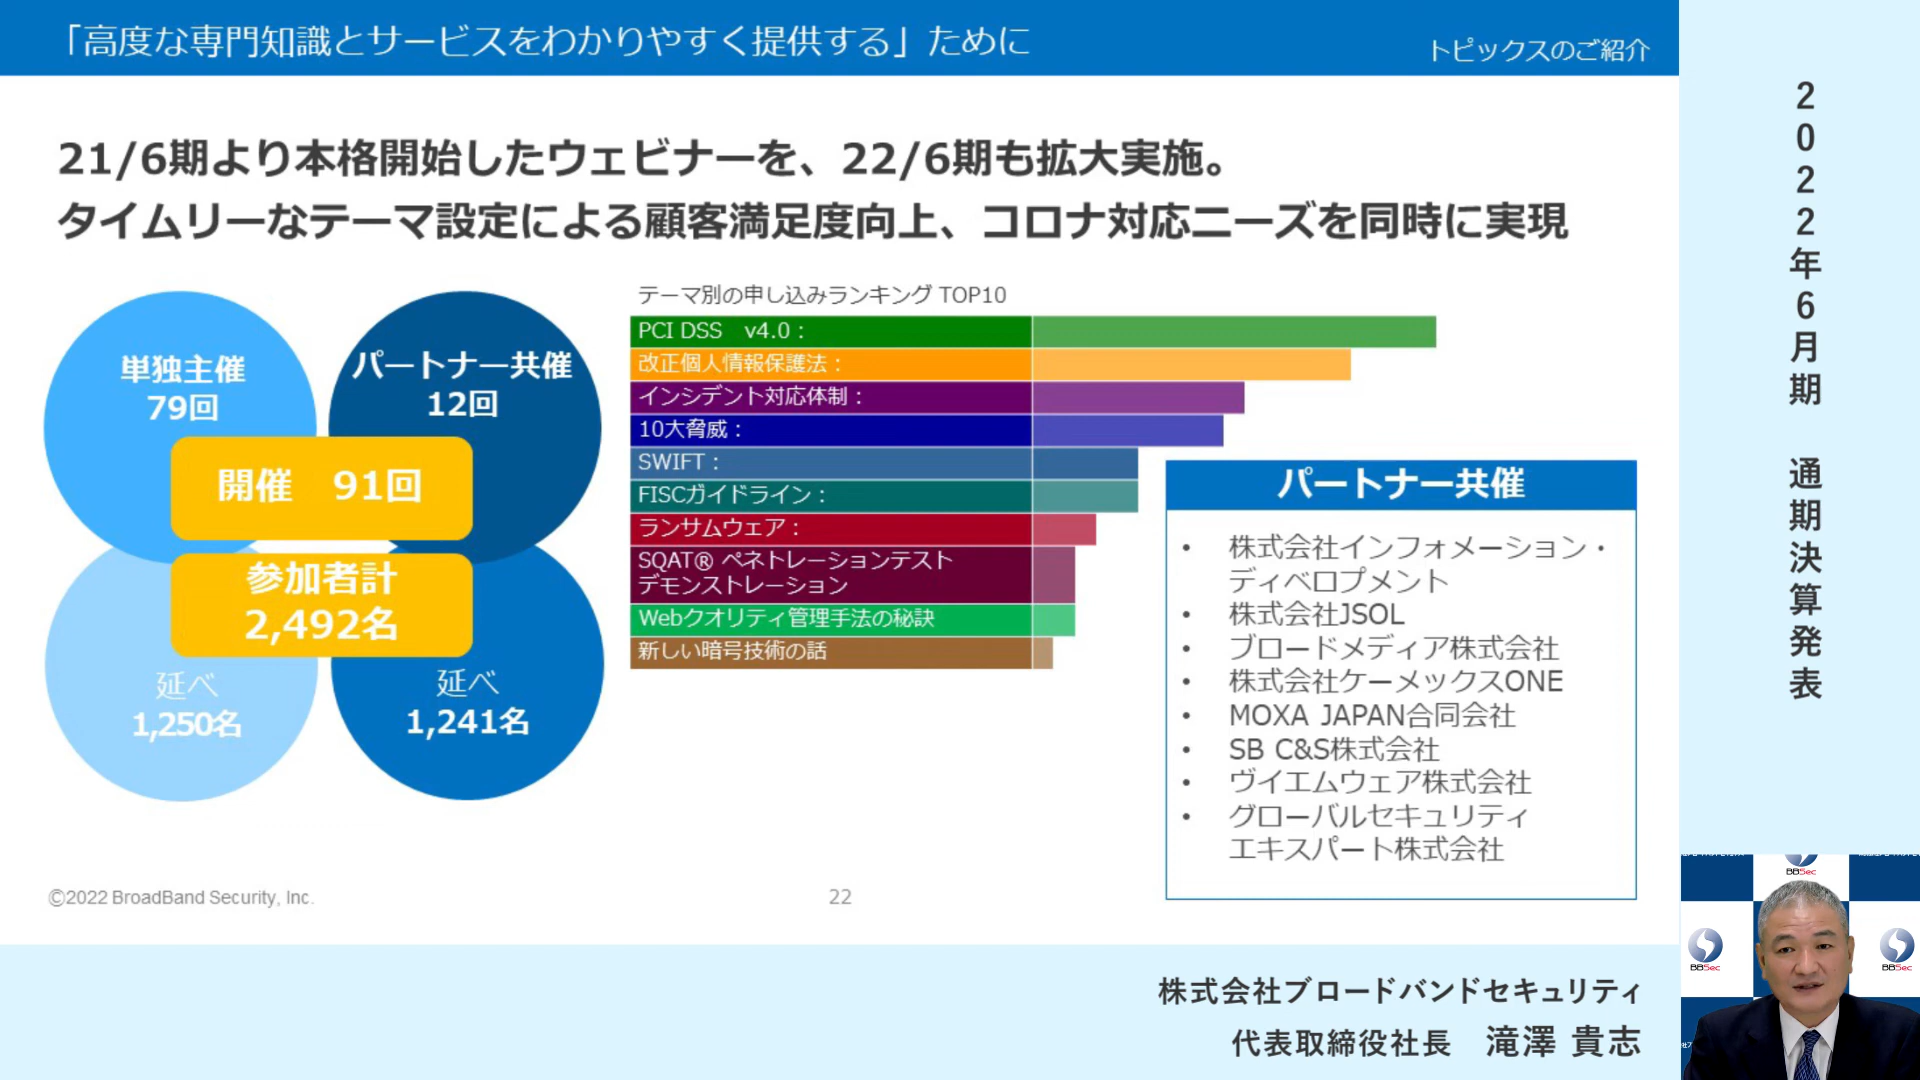 「高度な専門知識とサービスをわかりやすく提供する」ために
トピックスのご紹介
21/6期より本格開始したウェビナーを、22/6期も拡大実施。
タイムリーなテーマ設定による顧客満足度向上、コロナ対応ニーズを同時に実現
単独主催
79回
パートナー共催
12回
開催　91回
参加者計
2,492名
延べ
1,250名
延べ
1,241名
テーマ別の申し込みランキング TOP10
PCI DSS　v4.0：
改正個人情報保護法：
インシデント対応体制：
10大脅威：
SWIFT：
FISCガイドライン：
ランサムウェア：
SQAT® ペネトレーションテスト
デモンストレーション
Webクオリティ管理手法の秘訣
新しい暗号技術の話
パートナー共催
• 株式会社インフォメーション・
ディベロプメント
• 株式会社JSOL
• ブロードメディア株式会社
• 株式会社ケーメックスONE
• MOXA JAPAN合同会社
• SB C&S株式会社
• ヴイエムウェア株式会社
• グローバルセキュリティ
エキスパート株式会社
©2022 BroadBand Security, Inc.
22
2022年6月期　通期決算発表
株式会社ブロードバンドセキュリティ
代表取締役社長　滝澤 貴志
BBSec
BBSec
BBSec